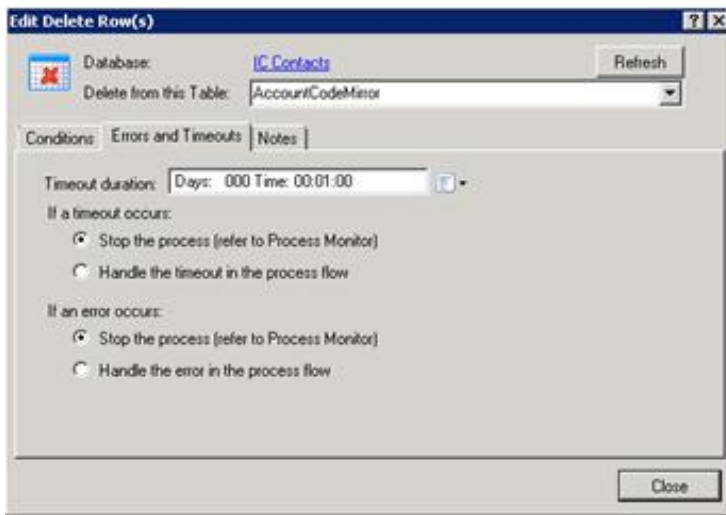 Edit Delete Row(s)
Database: IC Contacts Refresh
Delete from this Table: AccountCodeMirror
Conditions Errors and Timeouts Notes
Timeout duration: Days: 000 Time: 00:01:00
If a timeout occurs:
Stop the process (refer to Process Monitor)
Handle the timeout in the process flow
If an error occurs:
Stop the process (refer to Process Monitor)
Handle the error in the process flow
Close